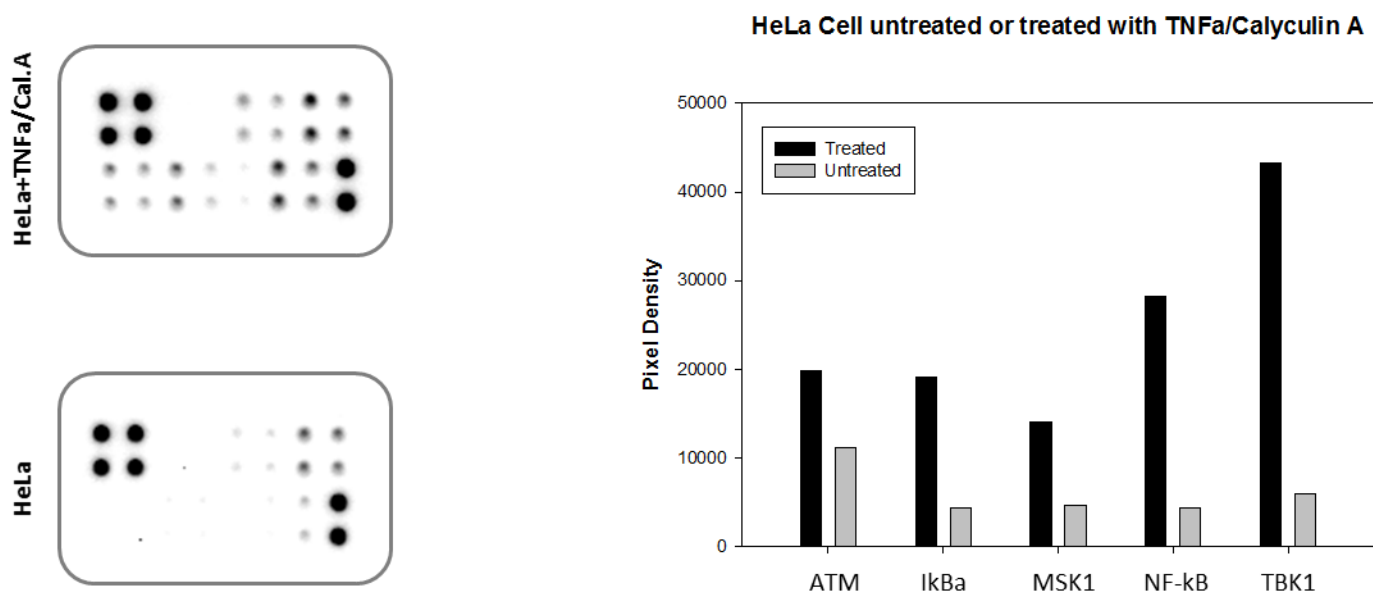 HeLa+TNFa/Cal.A
HeLa
HeLa Cell untreated or treated with TNFa/Calyculin A
Pixel Density
50000
40000
30000
20000
10000
0
Treated
Untreated
ATM IkBa MSK1 NF-kB TBK1